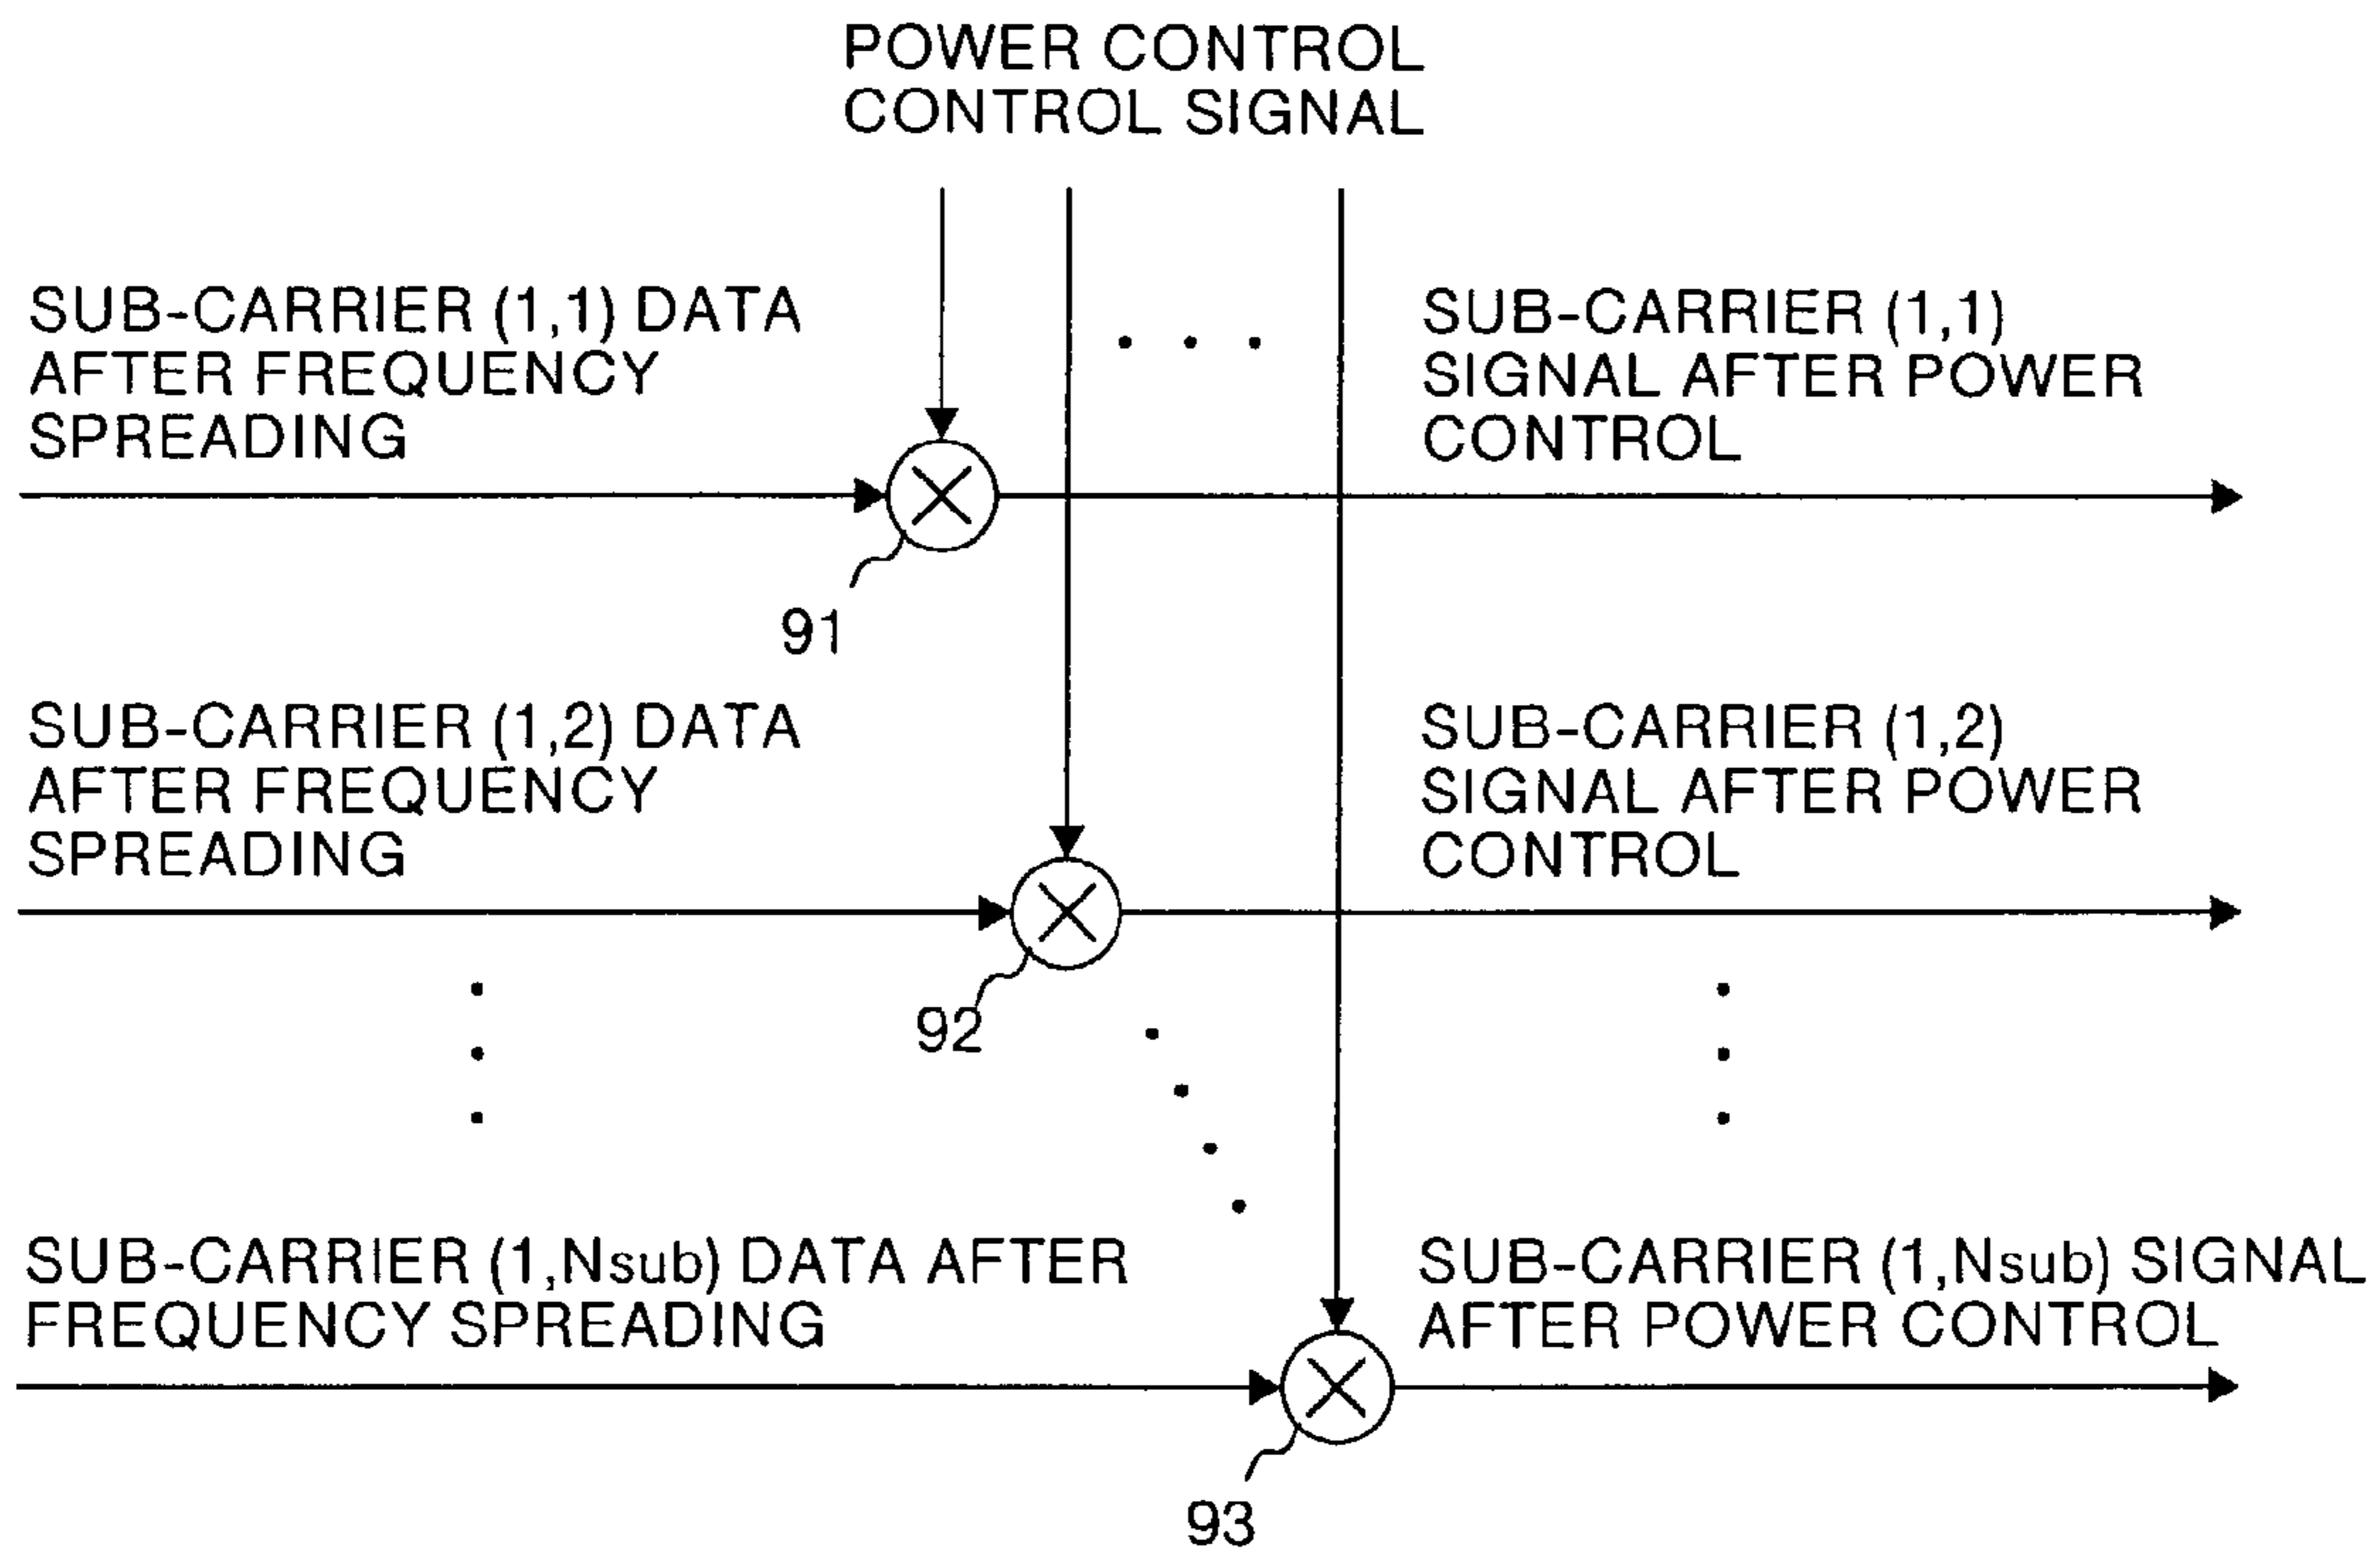 POWER CONTROL
CONTROL SIGNAL
SUB-CARRIER (1,1) DATA
AFTER FREQUENCY
SPREADING
SUB-CARRIER (1,1)
SIGNAL AFTER POWER
CONTROL
91
SUB-CARRIER (1,2) DATA
AFTER FREQUENCY
SPREADING
SUB-CARRIER (1,2)
SIGNAL AFTER POWER
CONTROL
92
SUB-CARRIER (1,Nsub) DATA AFTER
FREQUENCY SPREADING
SUB-CARRIER (1,Nsub) SIGNAL
AFTER POWER CONTROL
93